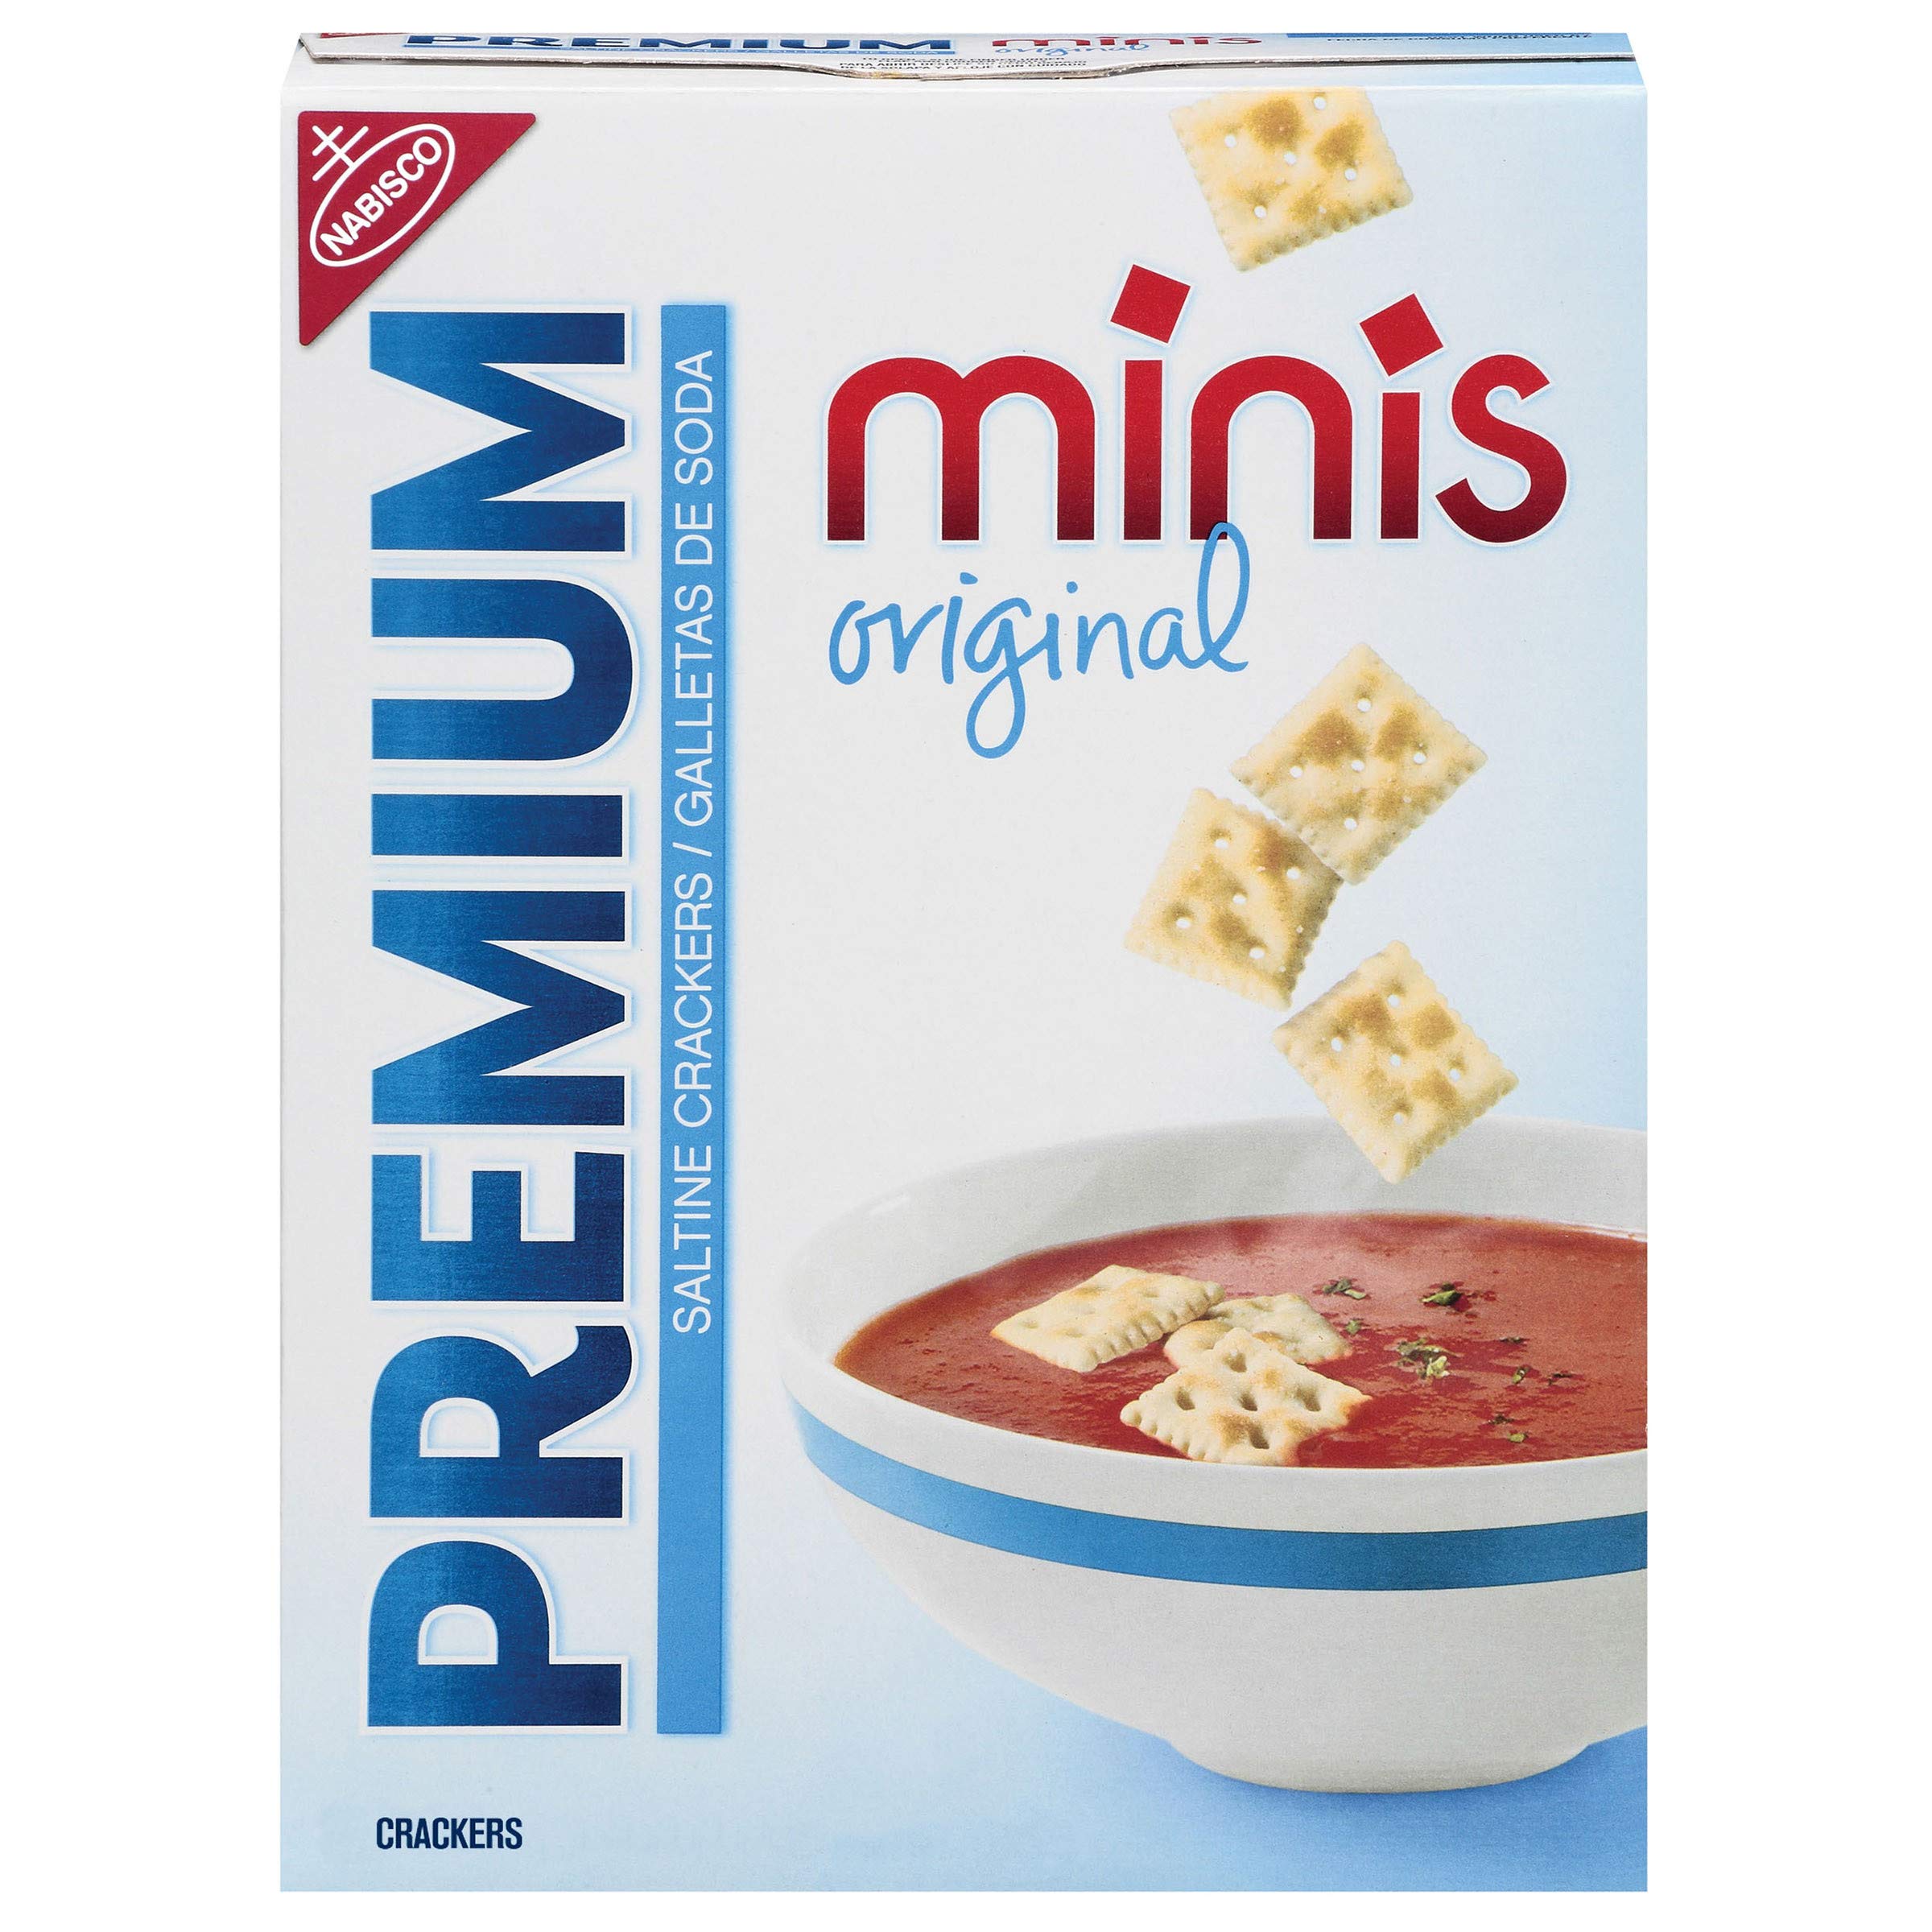 PREMIUM minis
original
NABISCO
PREMIUM
SALTINE CRACKERS / GALLETAS DE SODA
minis
original
CRACKERS